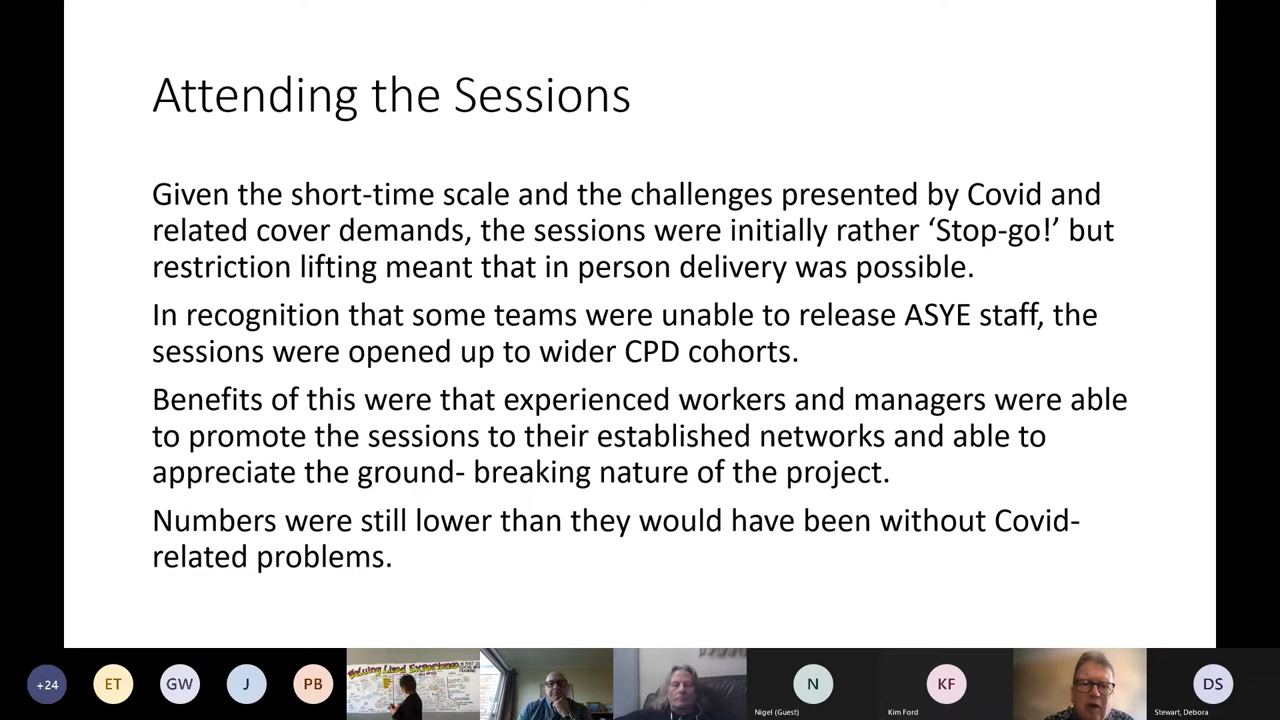 Attending the Sessions
Given the short-time scale and the challenges presented by Covid and
related cover demands, the sessions were initially rather ‘Stop-go!’ but
restriction lifting meant that in person delivery was possible.
In recognition that some teams were unable to release ASYE staff, the
sessions were opened up to wider CPD cohorts.
Benefits of this were that experienced workers and managers were able
to promote the sessions to their established networks and able to
appreciate the ground- breaking nature of the project.
Numbers were still lower than they would have been without Covid-
related problems.
+24
ET
GW
J
PB
Valuing Lived Experience
N
Nigel (Guest)
KF
Kim Ford
DS
Stewart, Debora